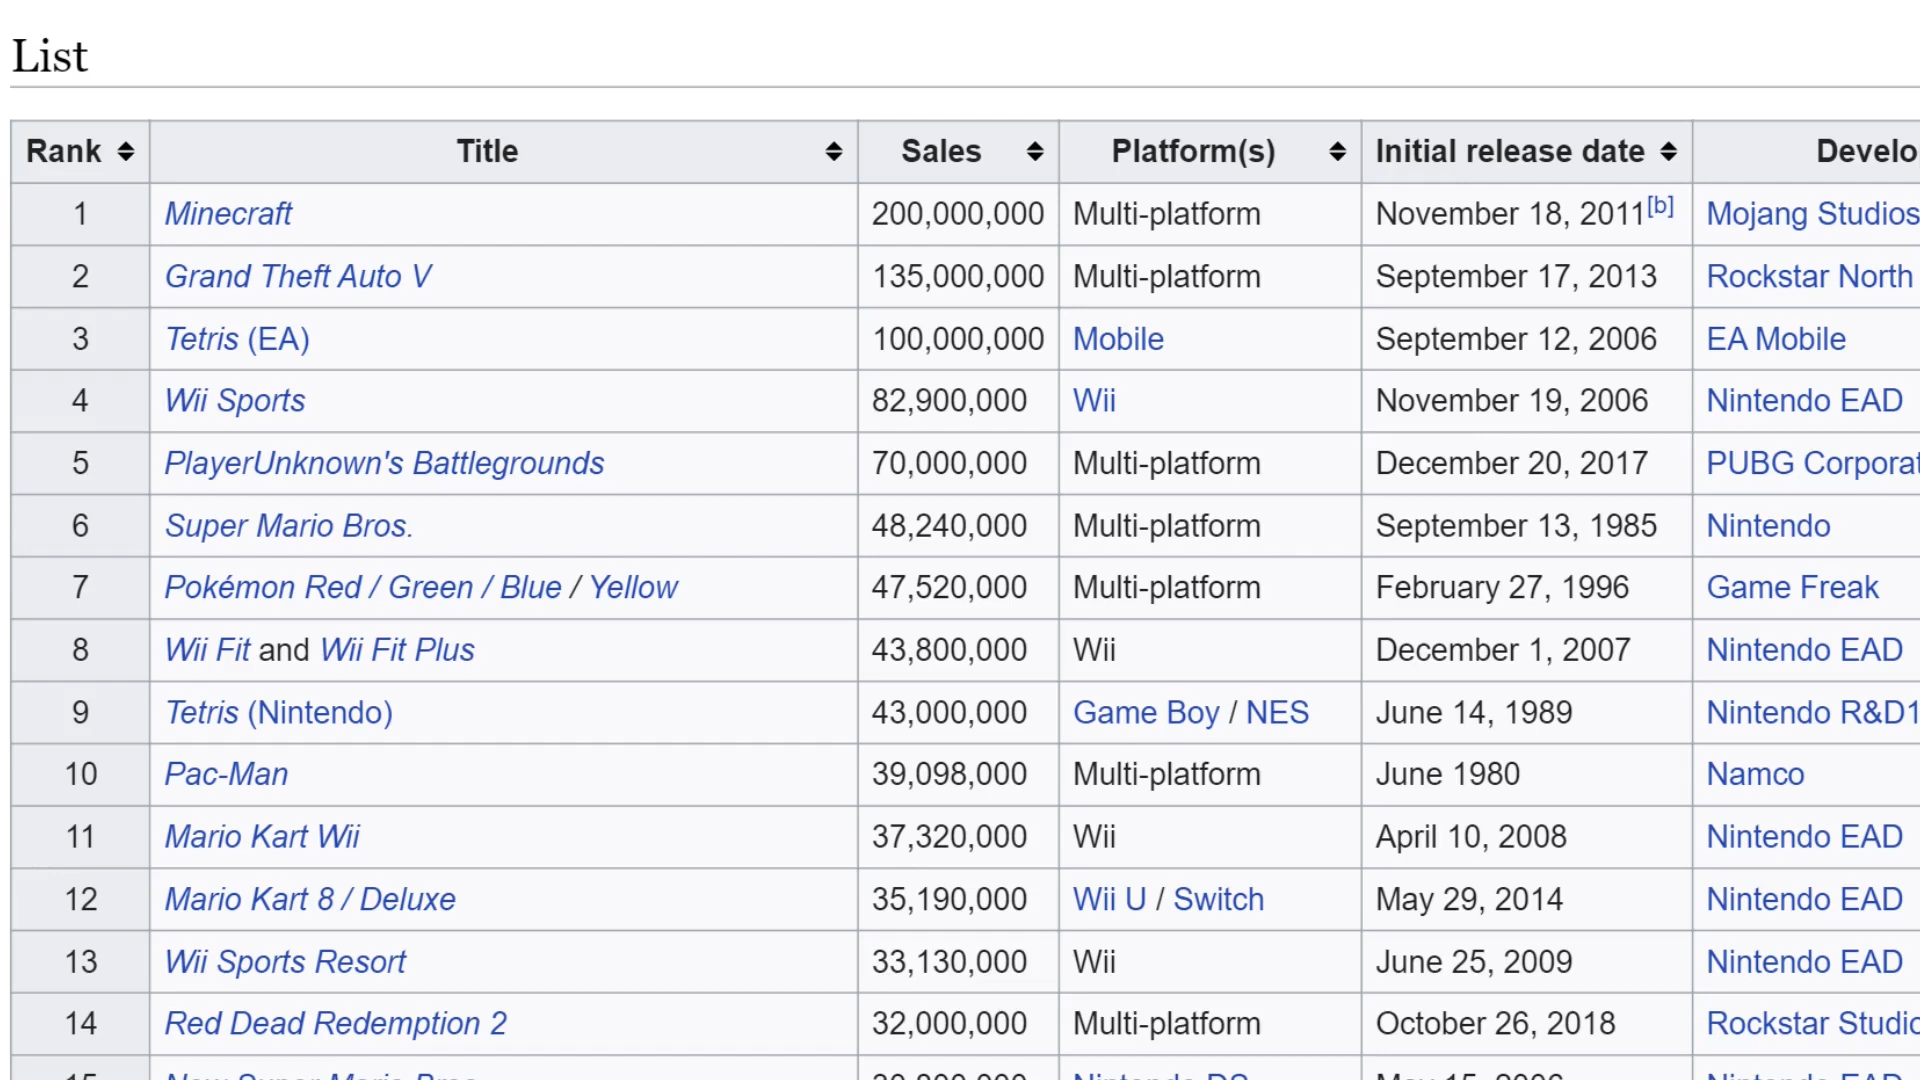 List
Rank Title Sales Platform(s) Initial release date Develo
1 Minecraft 200,000,000 Multi-platform November 18, 2011[b] Mojang Studios
2 Grand Theft Auto V 135,000,000 Multi-platform September 17, 2013 Rockstar North
3 Tetris (EA) 100,000,000 Mobile September 12, 2006 EA Mobile
4 Wii Sports 82,900,000 Wii November 19, 2006 Nintendo EAD
5 PlayerUnknown's Battlegrounds 70,000,000 Multi-platform December 20, 2017 PUBG Corporat
6 Super Mario Bros. 48,240,000 Multi-platform September 13, 1985 Nintendo
7 Pokémon Red / Green / Blue / Yellow 47,520,000 Multi-platform February 27, 1996 Game Freak
8 Wii Fit and Wii Fit Plus 43,800,000 Wii December 1, 2007 Nintendo EAD
9 Tetris (Nintendo) 43,000,000 Game Boy / NES June 14, 1989 Nintendo R&D1
10 Pac-Man 39,098,000 Multi-platform June 1980 Namco
11 Mario Kart Wii 37,320,000 Wii April 10, 2008 Nintendo EAD
12 Mario Kart 8 / Deluxe 35,190,000 Wii U / Switch May 29, 2014 Nintendo EAD
13 Wii Sports Resort 33,130,000 Wii June 25, 2009 Nintendo EAD
14 Red Dead Redemption 2 32,000,000 Multi-platform October 26, 2018 Rockstar Studio